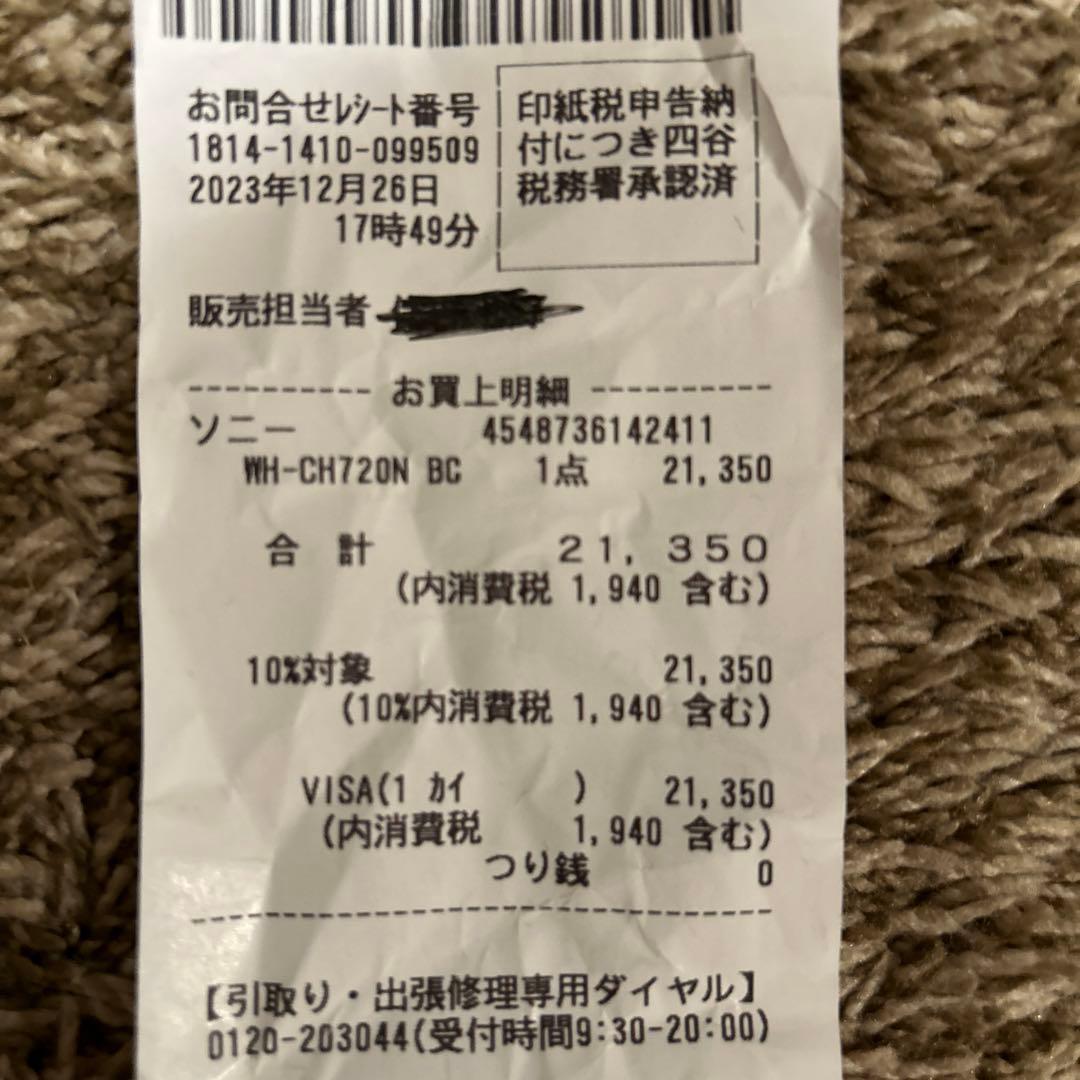 お問合せﾚｼｰﾄ番号
1814-1410-099509
2023年12月26日
17時49分
印紙税申告納
付につき四谷
税務署承認済
販売担当者
---------- お買上明細 ----------
ソニー 4548736142411
WH-CH720N BC 1点 21,350
合 計 21,350
(内消費税 1,940 含む)
10%対象 21,350
(10%内消費税 1,940 含む)
VISA(1 ｶｲ ) 21,350
(内消費税 1,940 含む)
つり銭 0
--------------------------------
【引取り・出張修理専用ダイヤル】
0120-203044(受付時間9:30-20:00)